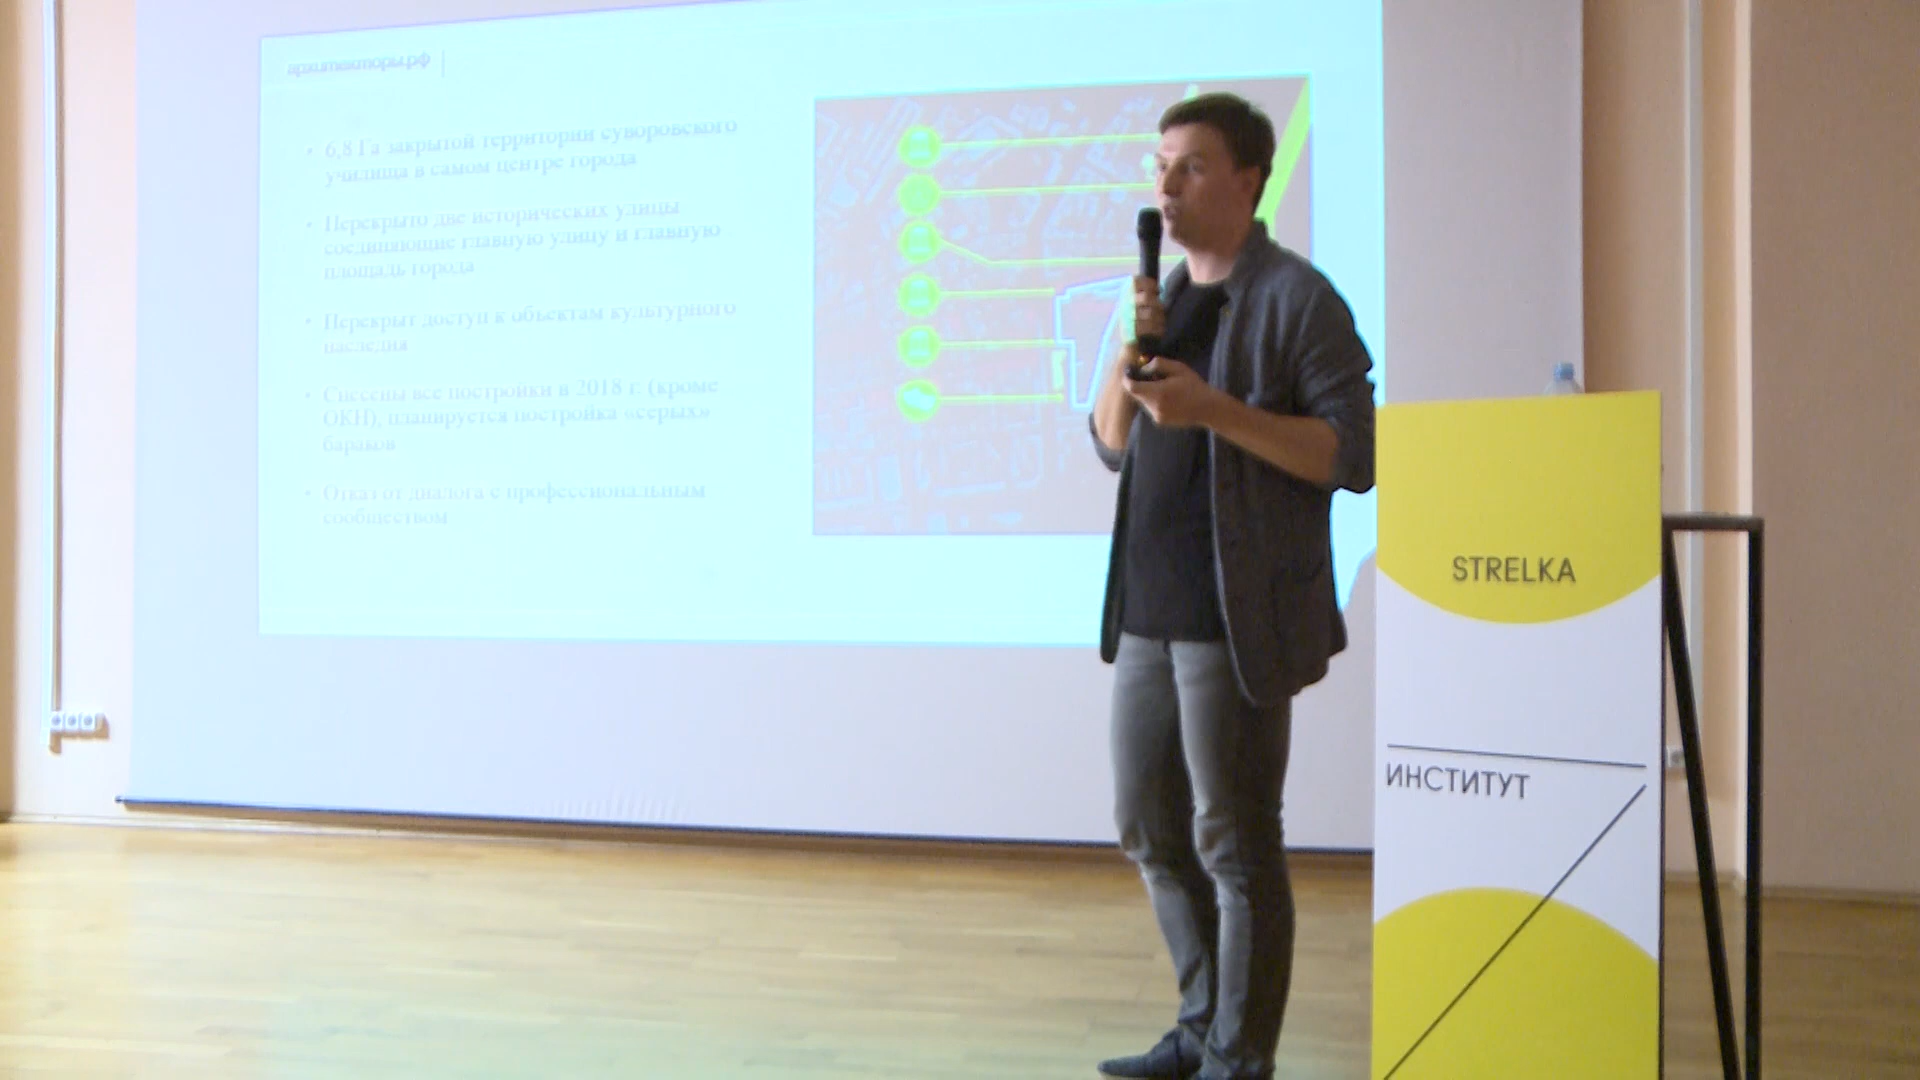 архитекторы.рф
• 6,8 Га закрытой территории суворовского
училища в самом центре города
• Перекрыто две исторических улицы
соединяющие главную улицу и главную
площадь города
• Перекрыт доступ к объектам культурного
наследия
• Снесены все постройки в 2018 г. (кроме
ОКН), планируется постройка «серых»
бараков
• Отказ от диалога с профессиональным
сообществом
STRELKA
ИНСТИТУТ